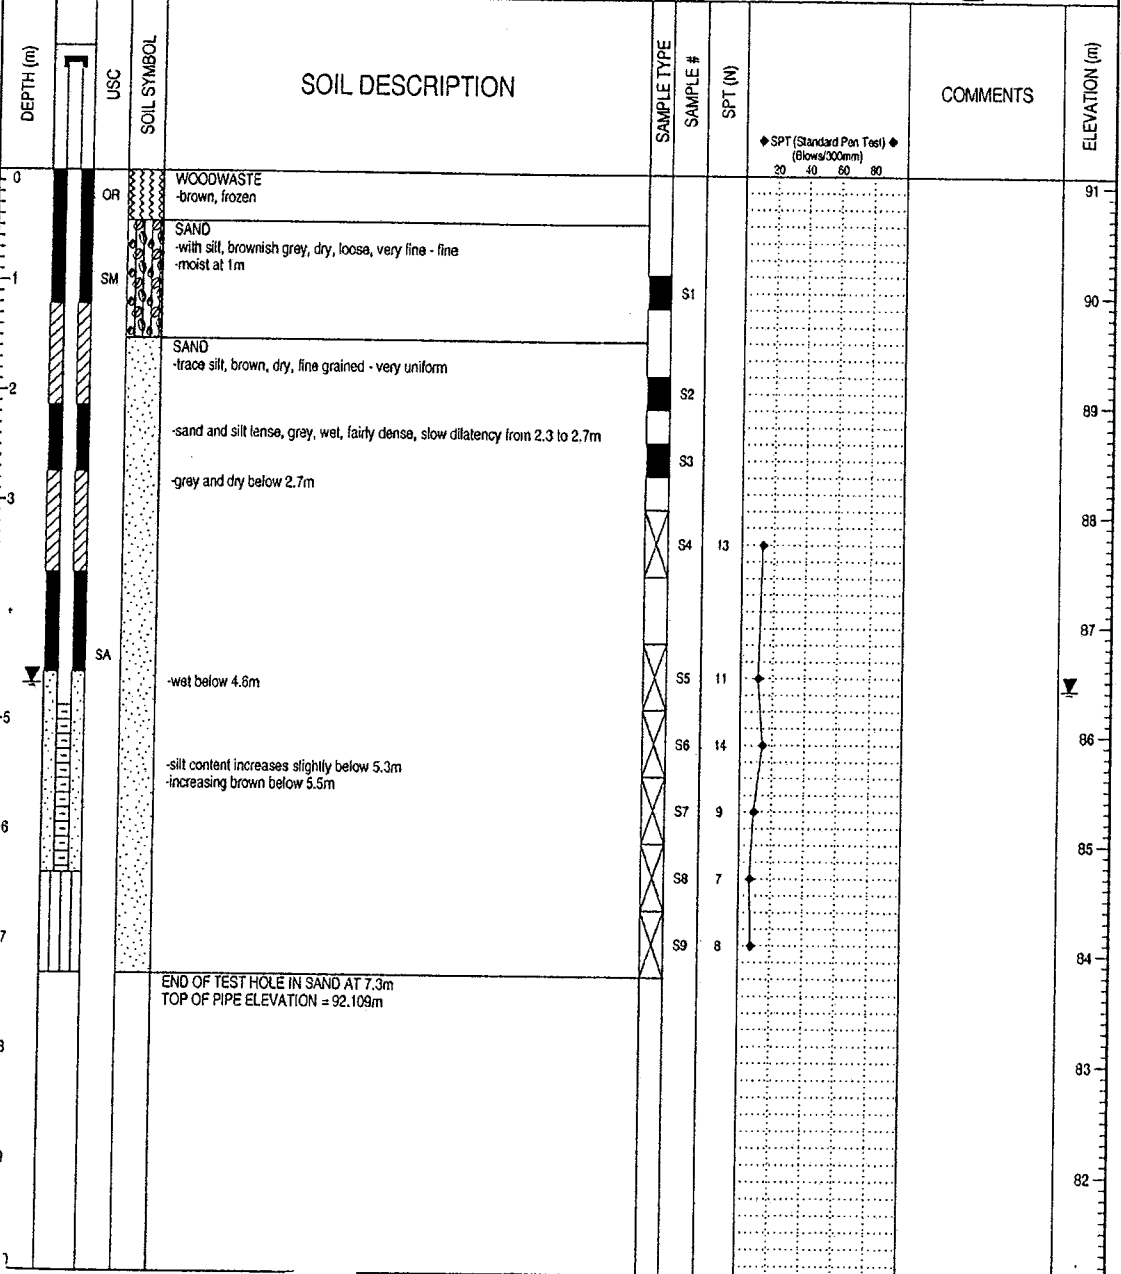 DEPTH (m)
USC
SOIL SYMBOL
SOIL DESCRIPTION
SAMPLE TYPE
SAMPLE #
SPT (N)
◆ SPT (Standard Pen Test) ◆
(Blows/300mm)
20 40 60 80
COMMENTS
ELEVATION (m)
0
OR
WOODWASTE
-brown, frozen
91
SAND
-with silt, brownish grey, dry, loose, very fine - fine
-moist at 1m
1
SM
S1
90
SAND
-trace silt, brown, dry, fine grained - very uniform
2
S2
89
-sand and silt lense, grey, wet, fairly dense, slow dilatency from 2.3 to 2.7m
S3
-grey and dry below 2.7m
3
88
S4 13
87
SA
-wet below 4.6m
S5 11
5
S6 14
86
-silt content increases slightly below 5.3m
-increasing brown below 5.5m
S7 9
6
85
S8 7
7
S9 8
84
END OF TEST HOLE IN SAND AT 7.3m
TOP OF PIPE ELEVATION = 92.109m
83
82